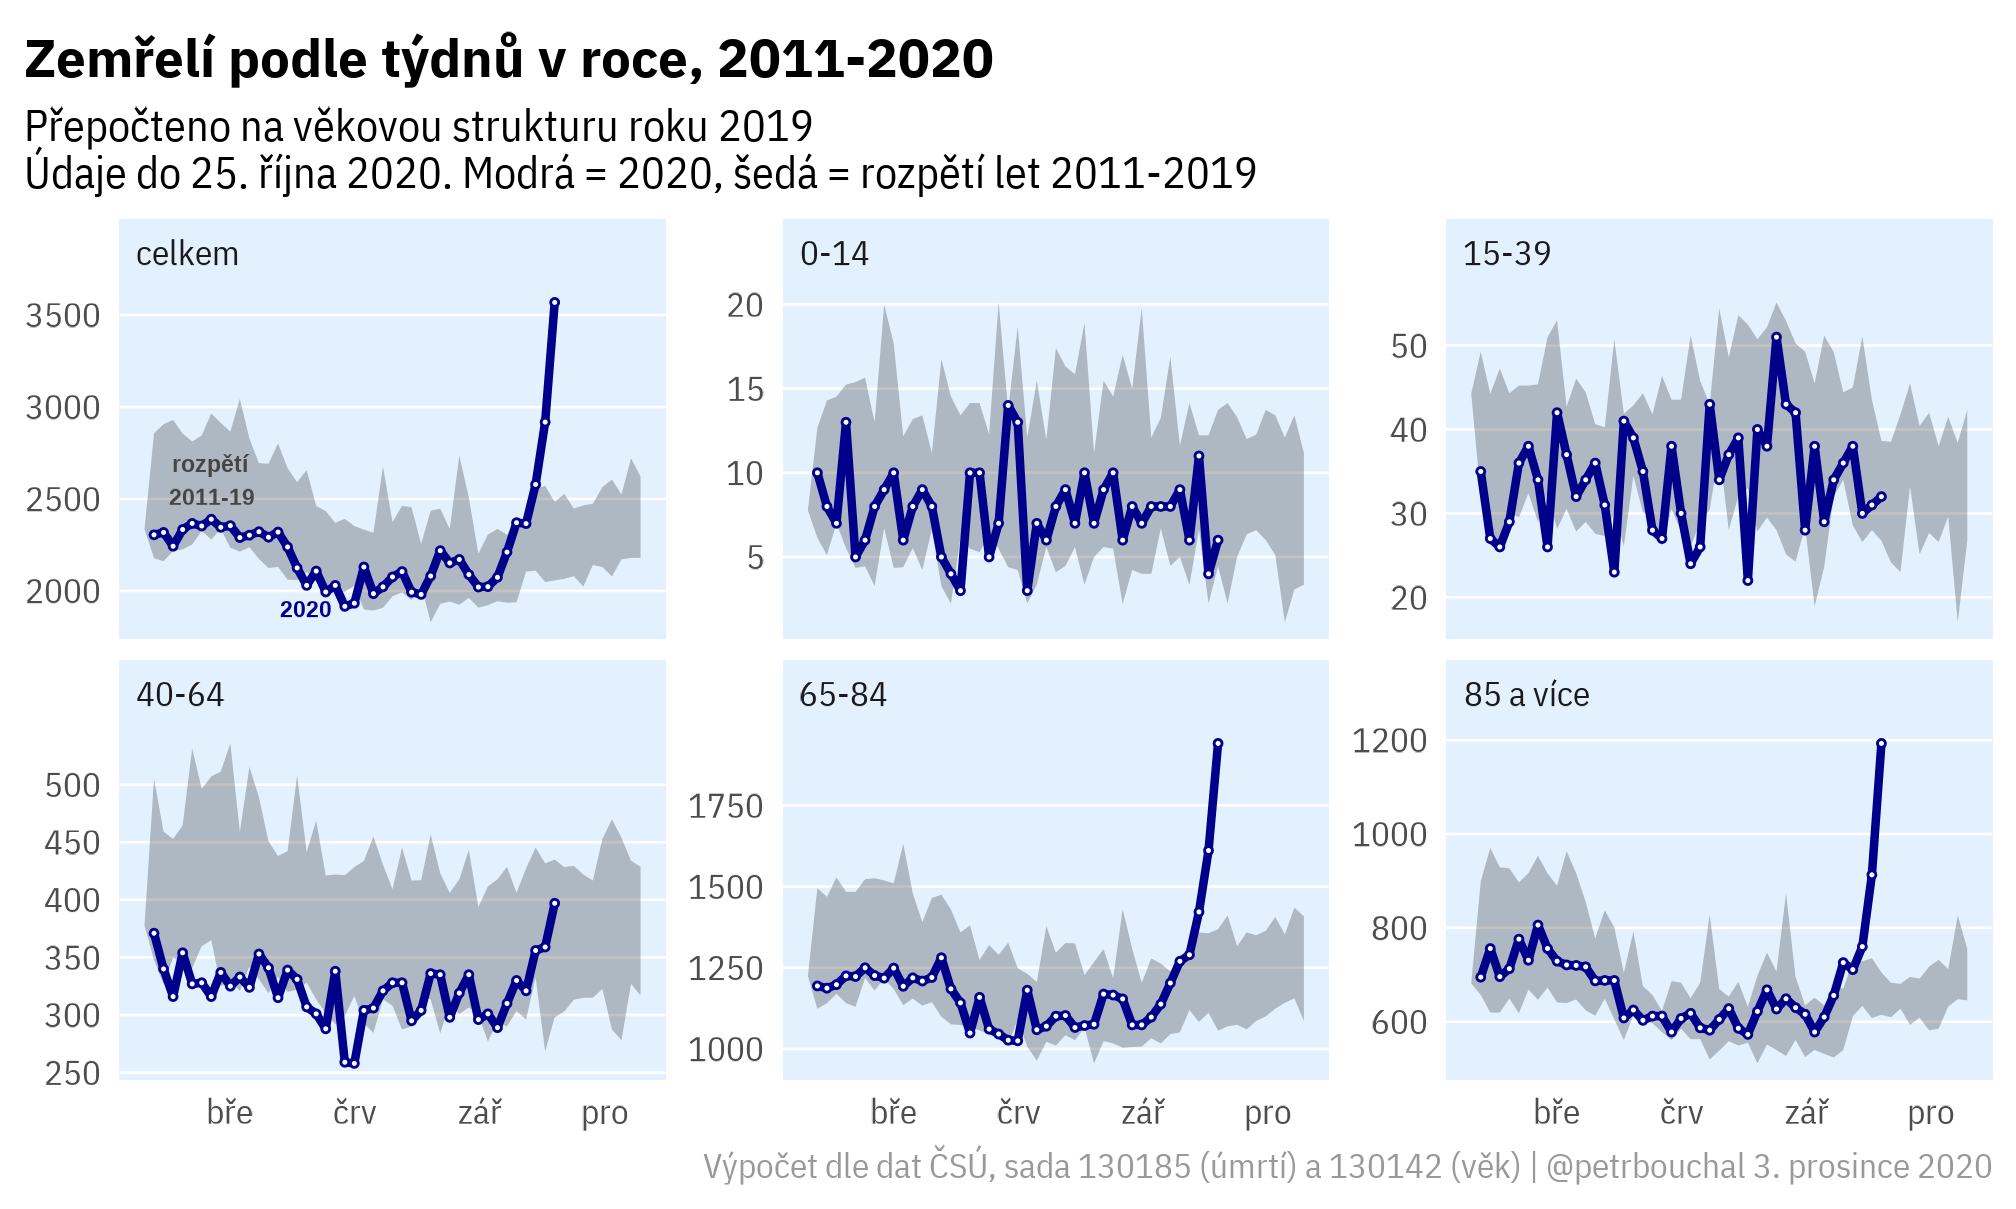 Zemřelí podle týdnů v roce, 2011-2020
Přepočteno na věkovou strukturu roku 2019
Údaje do 25. října 2020. Modrá = 2020, šedá = rozpětí let 2011-2019
celkem
3500
3000
2500
2000
rozpětí
2011-19
2020
0-14
20
15
10
5
15-39
50
40
30
20
40-64
500
450
400
350
300
250
bře
črv
zář
pro
65-84
1750
1500
1250
1000
bře
črv
zář
pro
85 a více
1200
1000
800
600
bře
črv
zář
pro
Výpočet dle dat ČSÚ, sada 130185 (úmrtí) a 130142 (věk) | @petrbouchal 3. prosince 2020